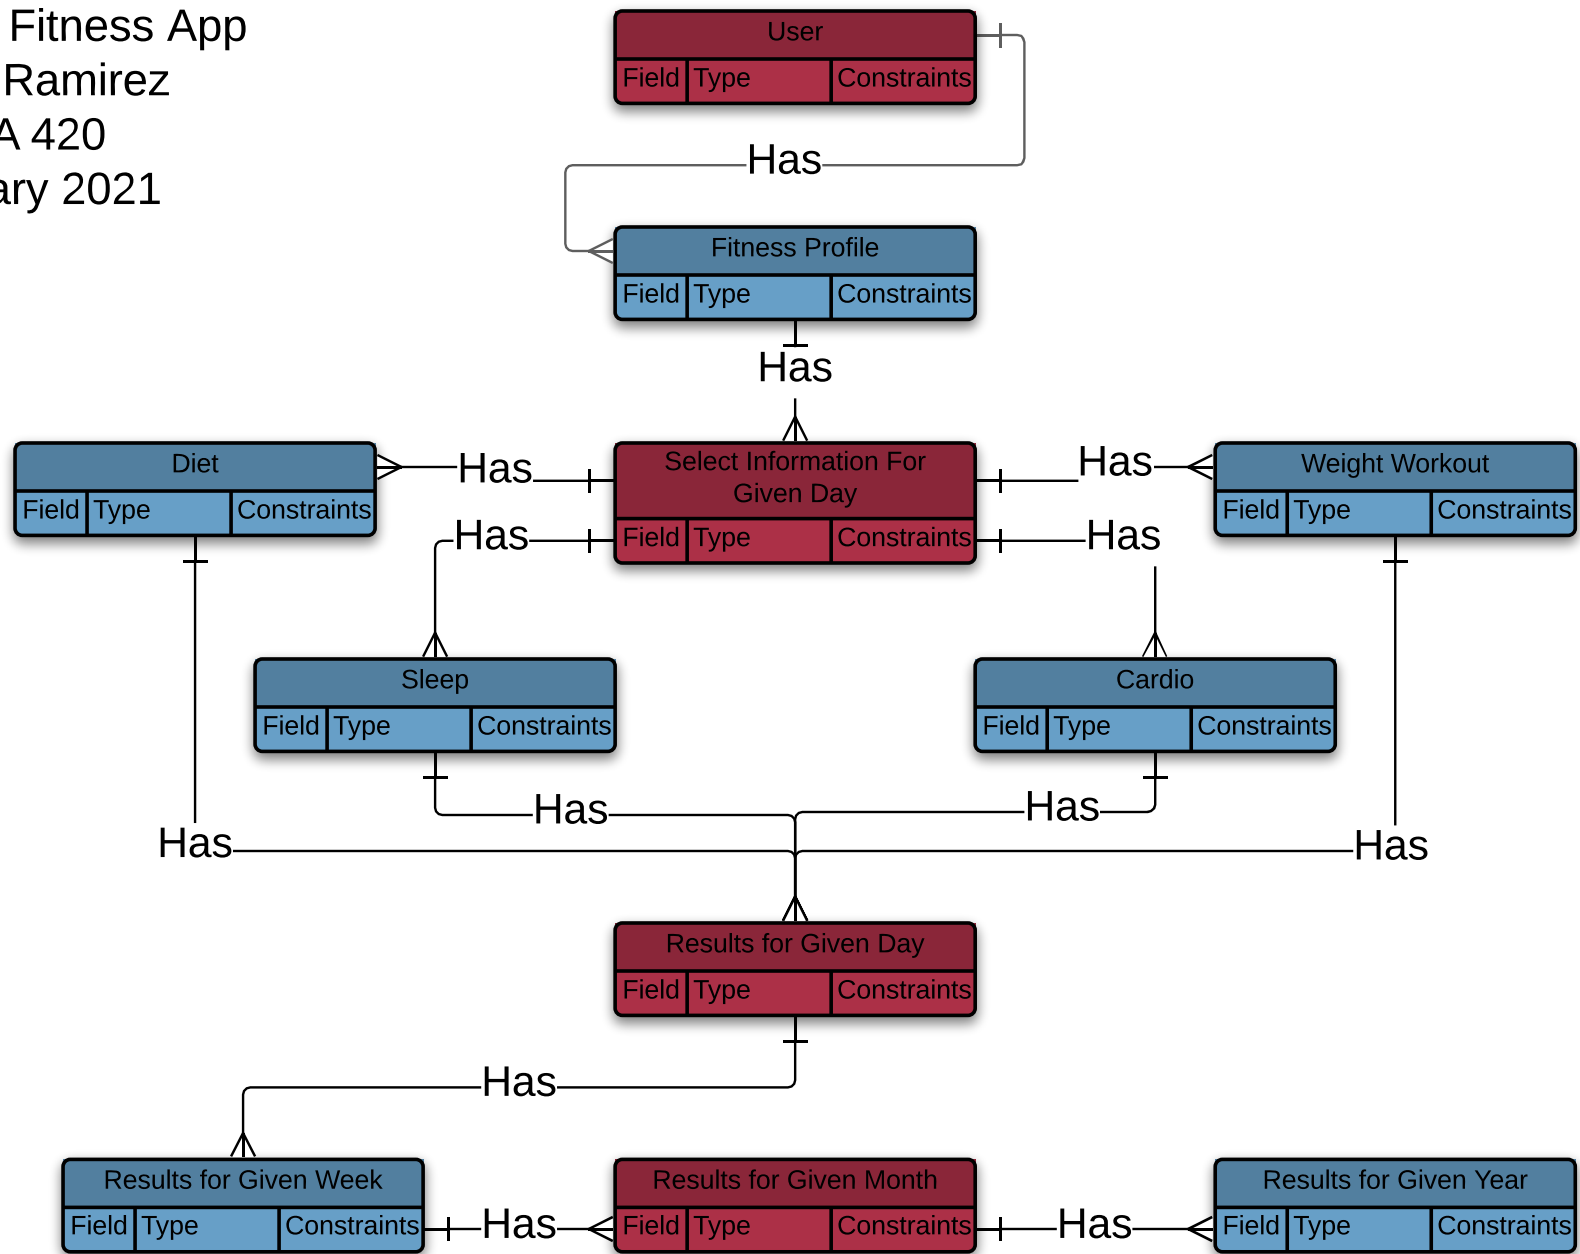 Fitness App
Ramirez
A 420
ary 2021
User
Field Type Constraints
Has
Fitness Profile
Field Type Constraints
Has
Diet
Field Type Constraints
Has
Select Information For
Given Day
Field Type Constraints
Has
Weight Workout
Field Type Constraints
Has
Has
Sleep
Field Type Constraints
Cardio
Field Type Constraints
Has
Has
Has
Has
Results for Given Day
Field Type Constraints
Has
Results for Given Week
Field Type Constraints
Has
Results for Given Month
Field Type Constraints
Has
Results for Given Year
Field Type Constraints